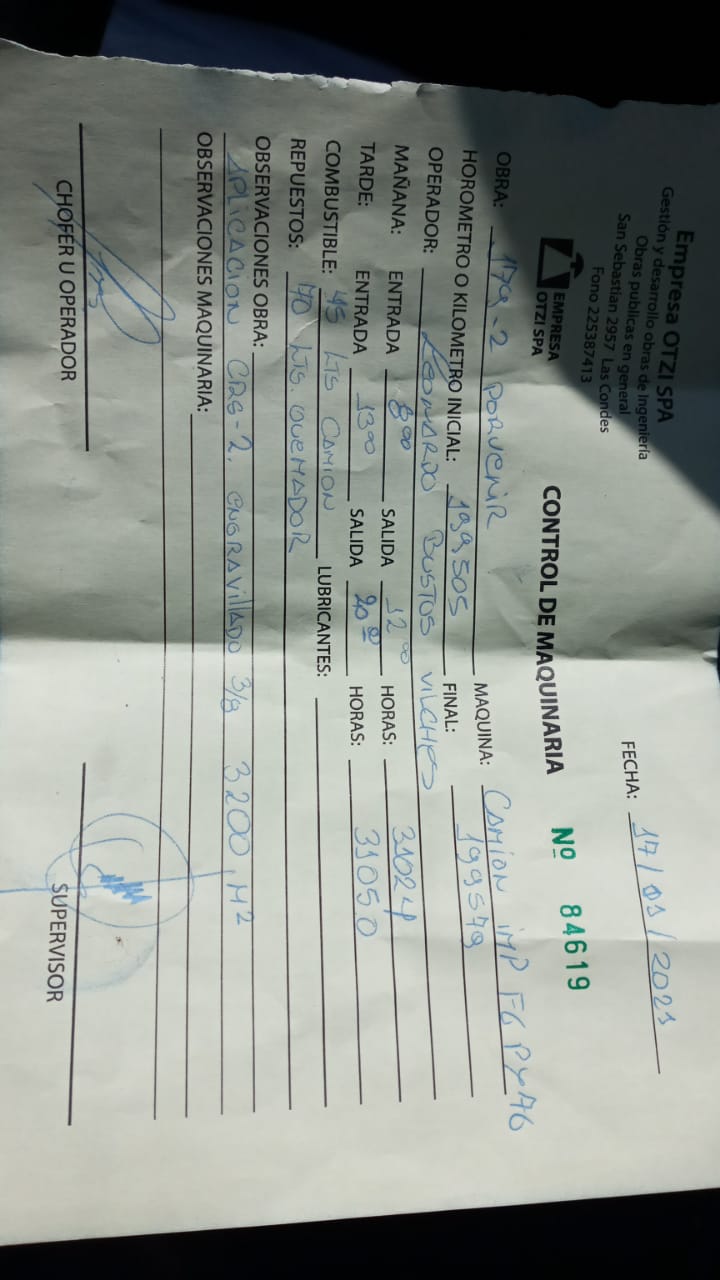 Empresa OTZI SPA
Gestión y desarrollo obras de Ingeniería
Obras publicas en general
San Sebastian 2957 Las Condes
Fono 225387413
EMPRESA
OTZI SPA
FECHA: 17/01/2021
CONTROL DE MAQUINARIA Nº 84619
OBRA: 179-2 PORVENIR MAQUINA: CAMION IMP FG PY76
HOROMETRO O KILOMETRO INICIAL: 199505 FINAL: 199579
OPERADOR: LEONARDO BUSTOS VILCHES
MAÑANA: ENTRADA 8:00 SALIDA 12:00 HORAS: 31024
TARDE: ENTRADA 13:00 SALIDA 20:00 HORAS: 31050
COMBUSTIBLE: 45 LTS CAMION LUBRICANTES:
REPUESTOS: 70 LTS. QUEMADOR
OBSERVACIONES OBRA:
APLICACION CRS-2. ENGRAVILLADO 3/8 3200 M²
OBSERVACIONES MAQUINARIA:
CHOFER U OPERADOR SUPERVISOR